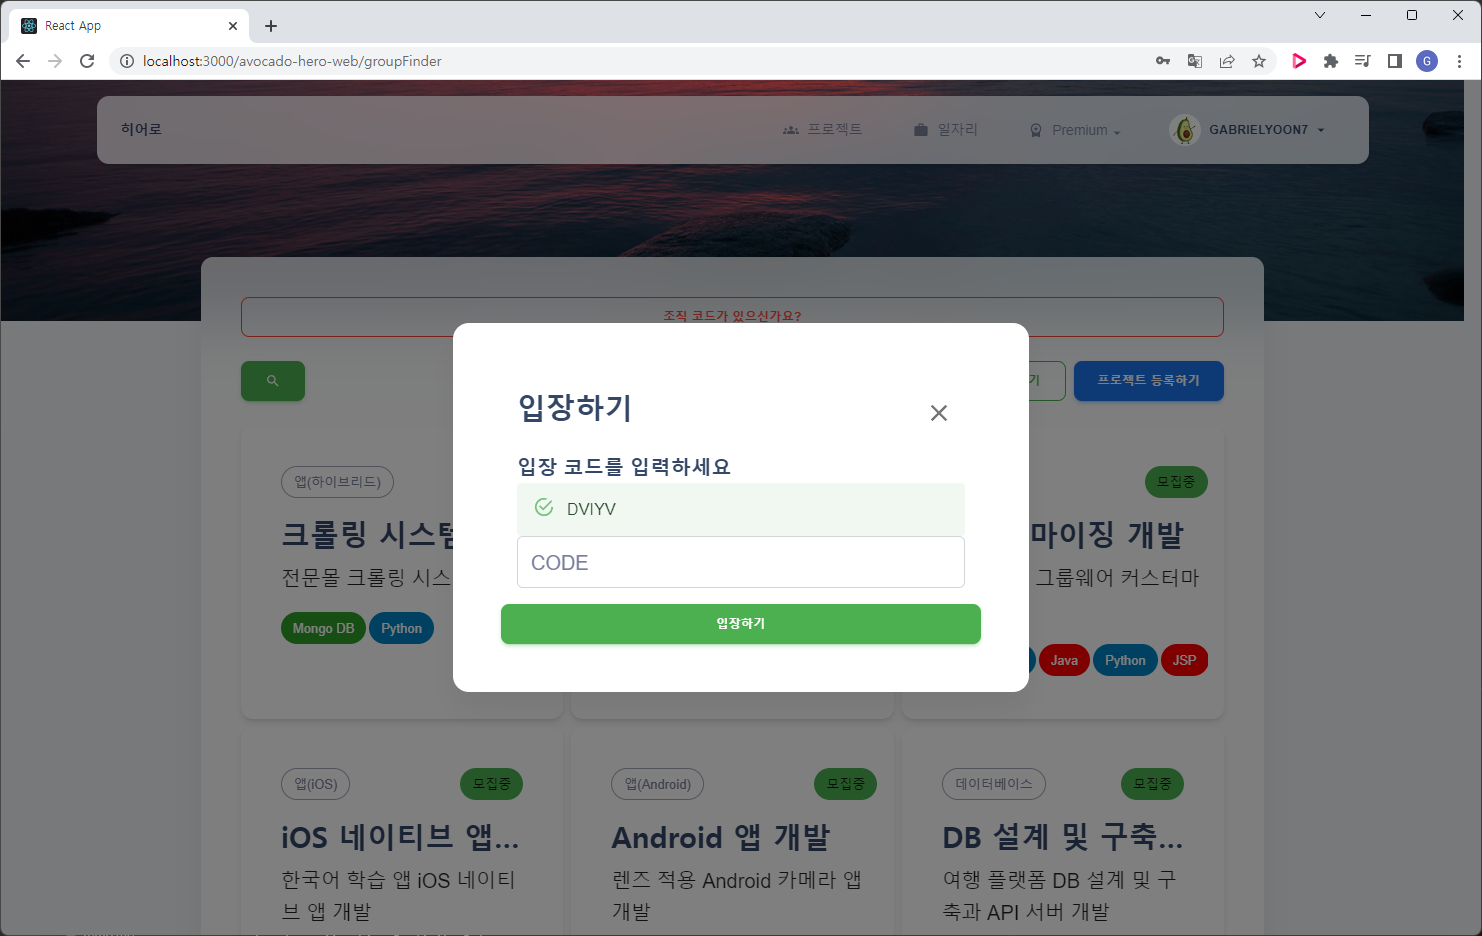 React App
localhost:3000/avocado-hero-web/groupFinder
G
히어로
프로젝트
일자리
Premium
GABRIELYOON7
조직 코드가 있으신가요?
기
프로젝트 등록하기
입장하기
입장 코드를 입력하세요
DVIYV
CODE
입장하기
앱(하이브리드)
모집중
크롤링 시스템
마이징 개발
전문몰 크롤링 시스
그룹웨어 커스터마
Mongo DB
Python
Java
Python
JSP
앱(iOS)
모집중
앱(Android)
모집중
데이터베이스
모집중
iOS 네이티브 앱...
Android 앱 개발
DB 설계 및 구축...
한국어 학습 앱 iOS 네이티
브 앱 개발
렌즈 적용 Android 카메라 앱
개발
여행 플랫폼 DB 설계 및 구
축과 API 서버 개발